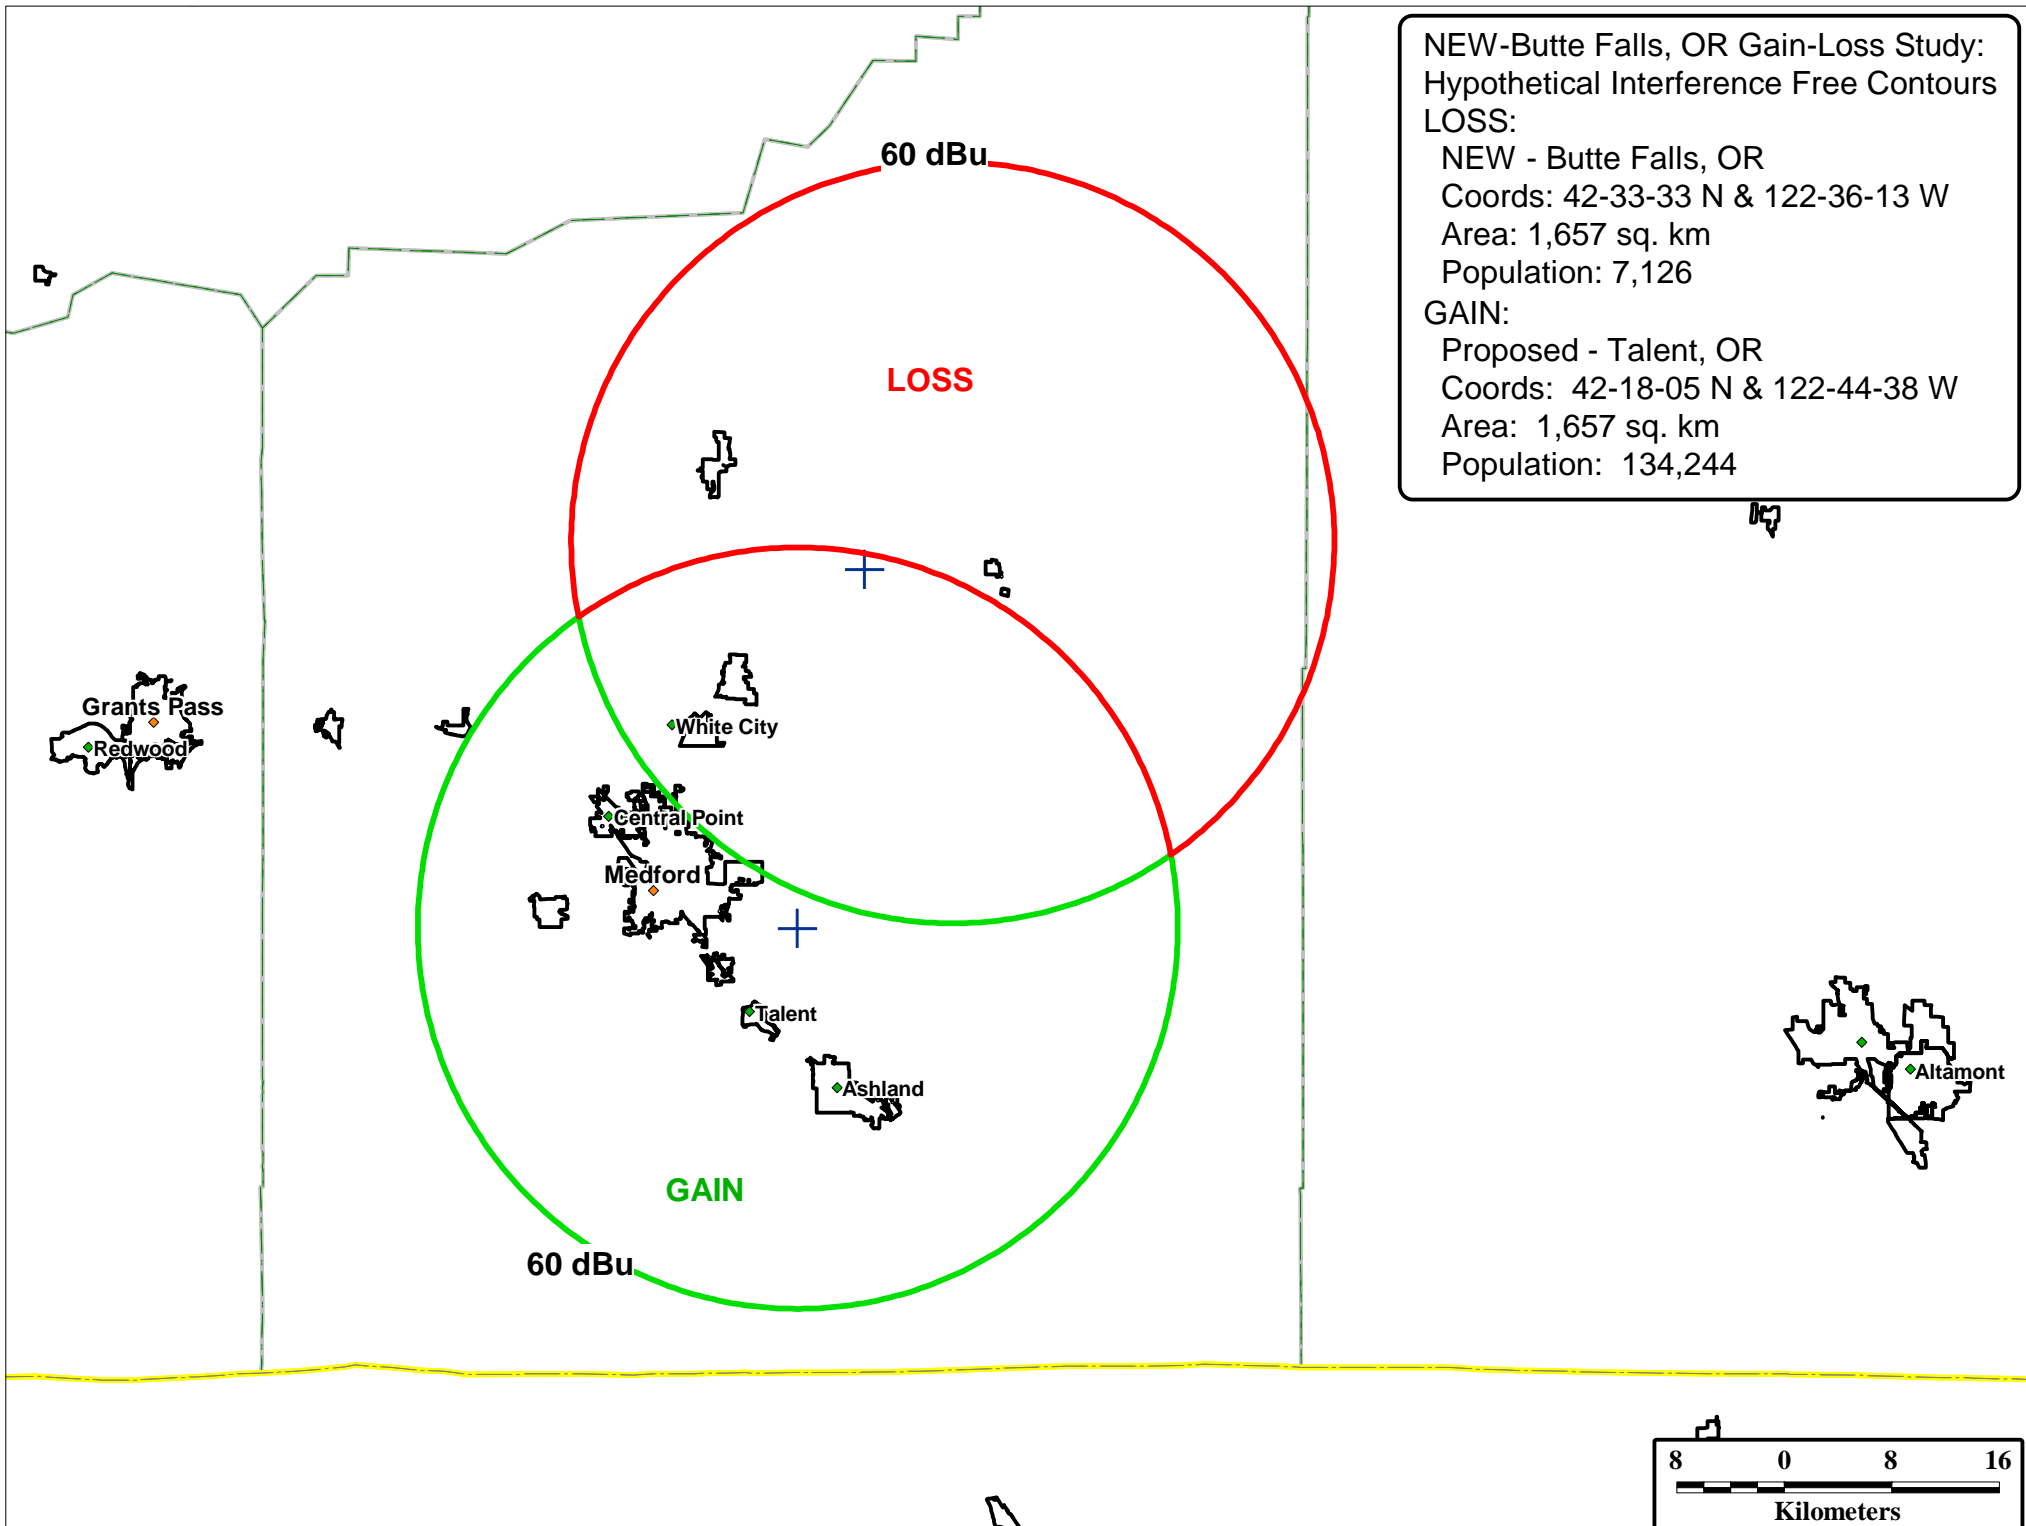 NEW-Butte Falls, OR Gain-Loss Study:
Hypothetical Interference Free Contours
LOSS:
NEW - Butte Falls, OR
Coords: 42-33-33 N & 122-36-13 W
Area: 1,657 sq. km
Population: 7,126
GAIN:
Proposed - Talent, OR
Coords: 42-18-05 N & 122-44-38 W
Area: 1,657 sq. km
Population: 134,244
60 dBu
LOSS
Grants Pass
Redwood
White City
Central Point
Medford
Talent
Ashland
Altamont
GAIN
60 dBu
8 0 8 16
Kilometers